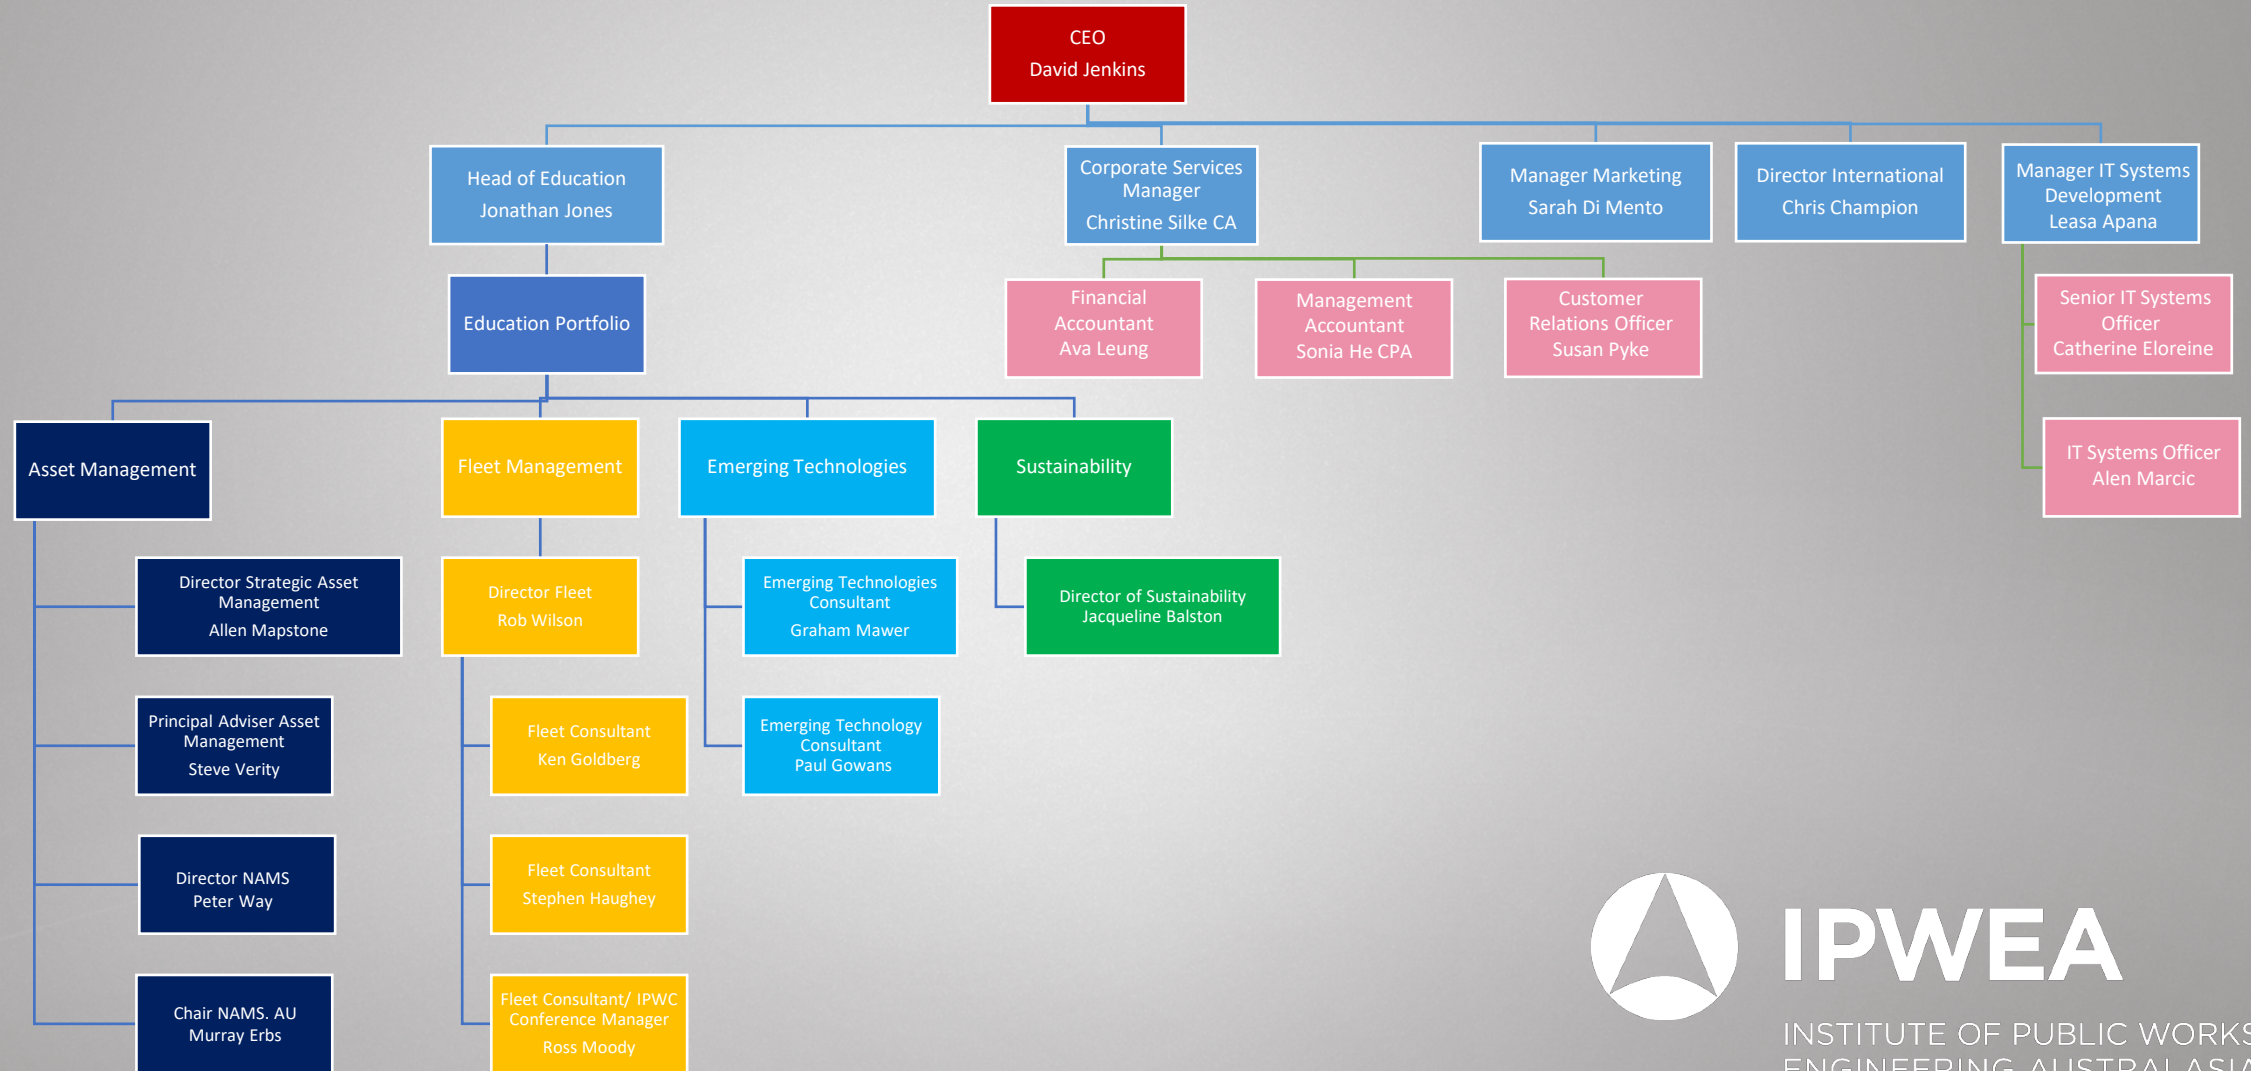 CEO
David Jenkins
Head of Education
Jonathan Jones
Corporate Services
Manager
Christine Silke CA
Manager Marketing
Sarah Di Mento
Director International
Chris Champion
Manager IT Systems
Development
Leasa Apana
Education Portfolio
Financial
Accountant
Ava Leung
Management
Accountant
Sonia He CPA
Customer
Relations Officer
Susan Pyke
Senior IT Systems
Officer
Catherine Eloreine
Asset Management
Fleet Management
Emerging Technologies
Sustainability
IT Systems Officer
Alen Marcic
Director Strategic Asset
Management
Allen Mapstone
Director Fleet
Rob Wilson
Emerging Technologies
Consultant
Graham Mawer
Director of Sustainability
Jacqueline Balston
Principal Adviser Asset
Management
Steve Verity
Fleet Consultant
Ken Goldberg
Emerging Technology
Consultant
Paul Gowans
Director NAMS
Peter Way
Fleet Consultant
Stephen Haughey
Chair NAMS. AU
Murray Erbs
Fleet Consultant/ IPWC
Conference Manager
Ross Moody
IPWEA
INSTITUTE OF PUBLIC WORKS
ENGINEERING AUSTRALASIA